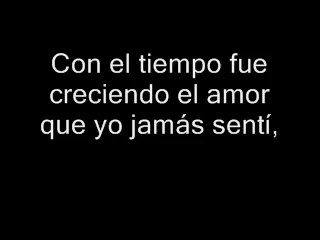 Con el tiempo fue
creciendo el amor
que yo jamás sentí,